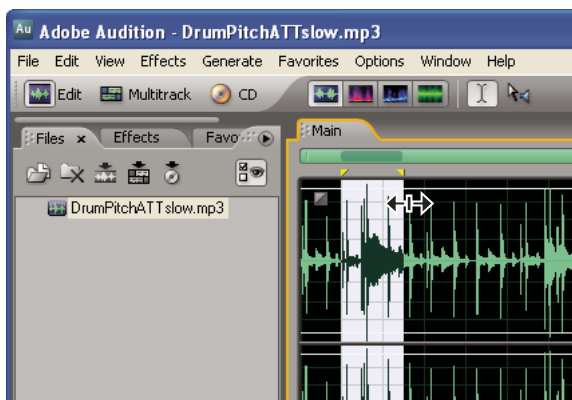 Au Adobe Audition - DrumPitchATTslow.mp3
File Edit View Effects Generate Favorites Options Window Help
Edit Multitrack CD
Files x Effects Favo
Main
DrumPitchATTslow.mp3